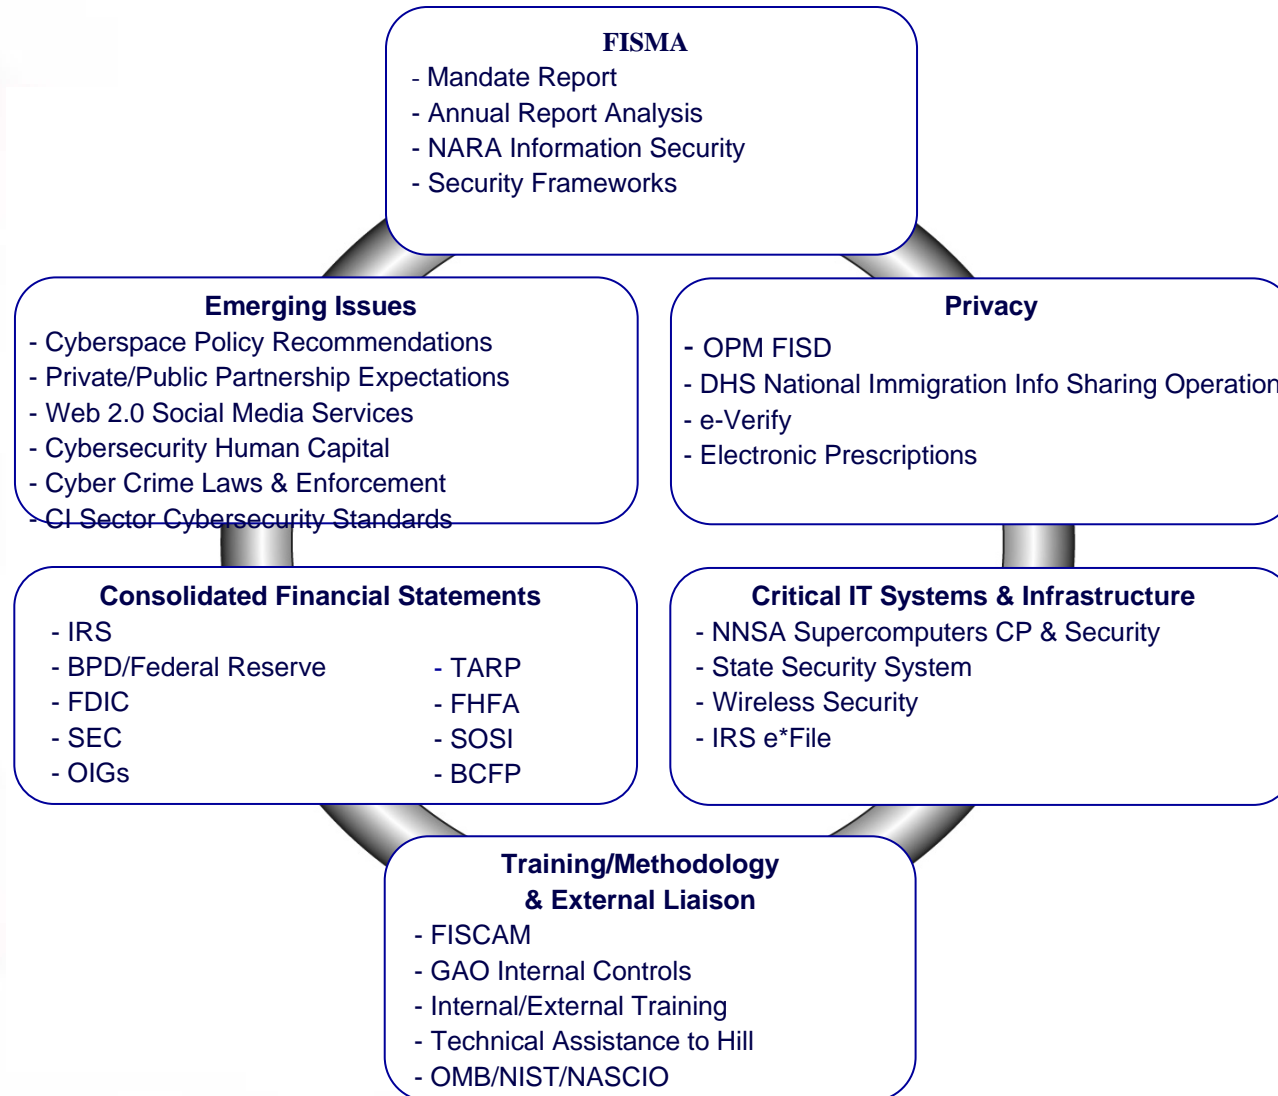 FISMA
- Mandate Report
- Annual Report Analysis
- NARA Information Security
- Security Frameworks
Emerging Issues
- Cyberspace Policy Recommendations
- Private/Public Partnership Expectations
- Web 2.0 Social Media Services
- Cybersecurity Human Capital
- Cyber Crime Laws & Enforcement
- CI Sector Cybersecurity Standards
Privacy
- OPM FISD
- DHS National Immigration Info Sharing Operation
- e-Verify
- Electronic Prescriptions
Consolidated Financial Statements
- IRS
- BPD/Federal Reserve
- FDIC
- SEC
- OIGs
- TARP
- FHFA
- SOSI
- BCFP
Critical IT Systems & Infrastructure
- NNSA Supercomputers CP & Security
- State Security System
- Wireless Security
- IRS e*File
Training/Methodology
& External Liaison
- FISCAM
- GAO Internal Controls
- Internal/External Training
- Technical Assistance to Hill
- OMB/NIST/NASCIO